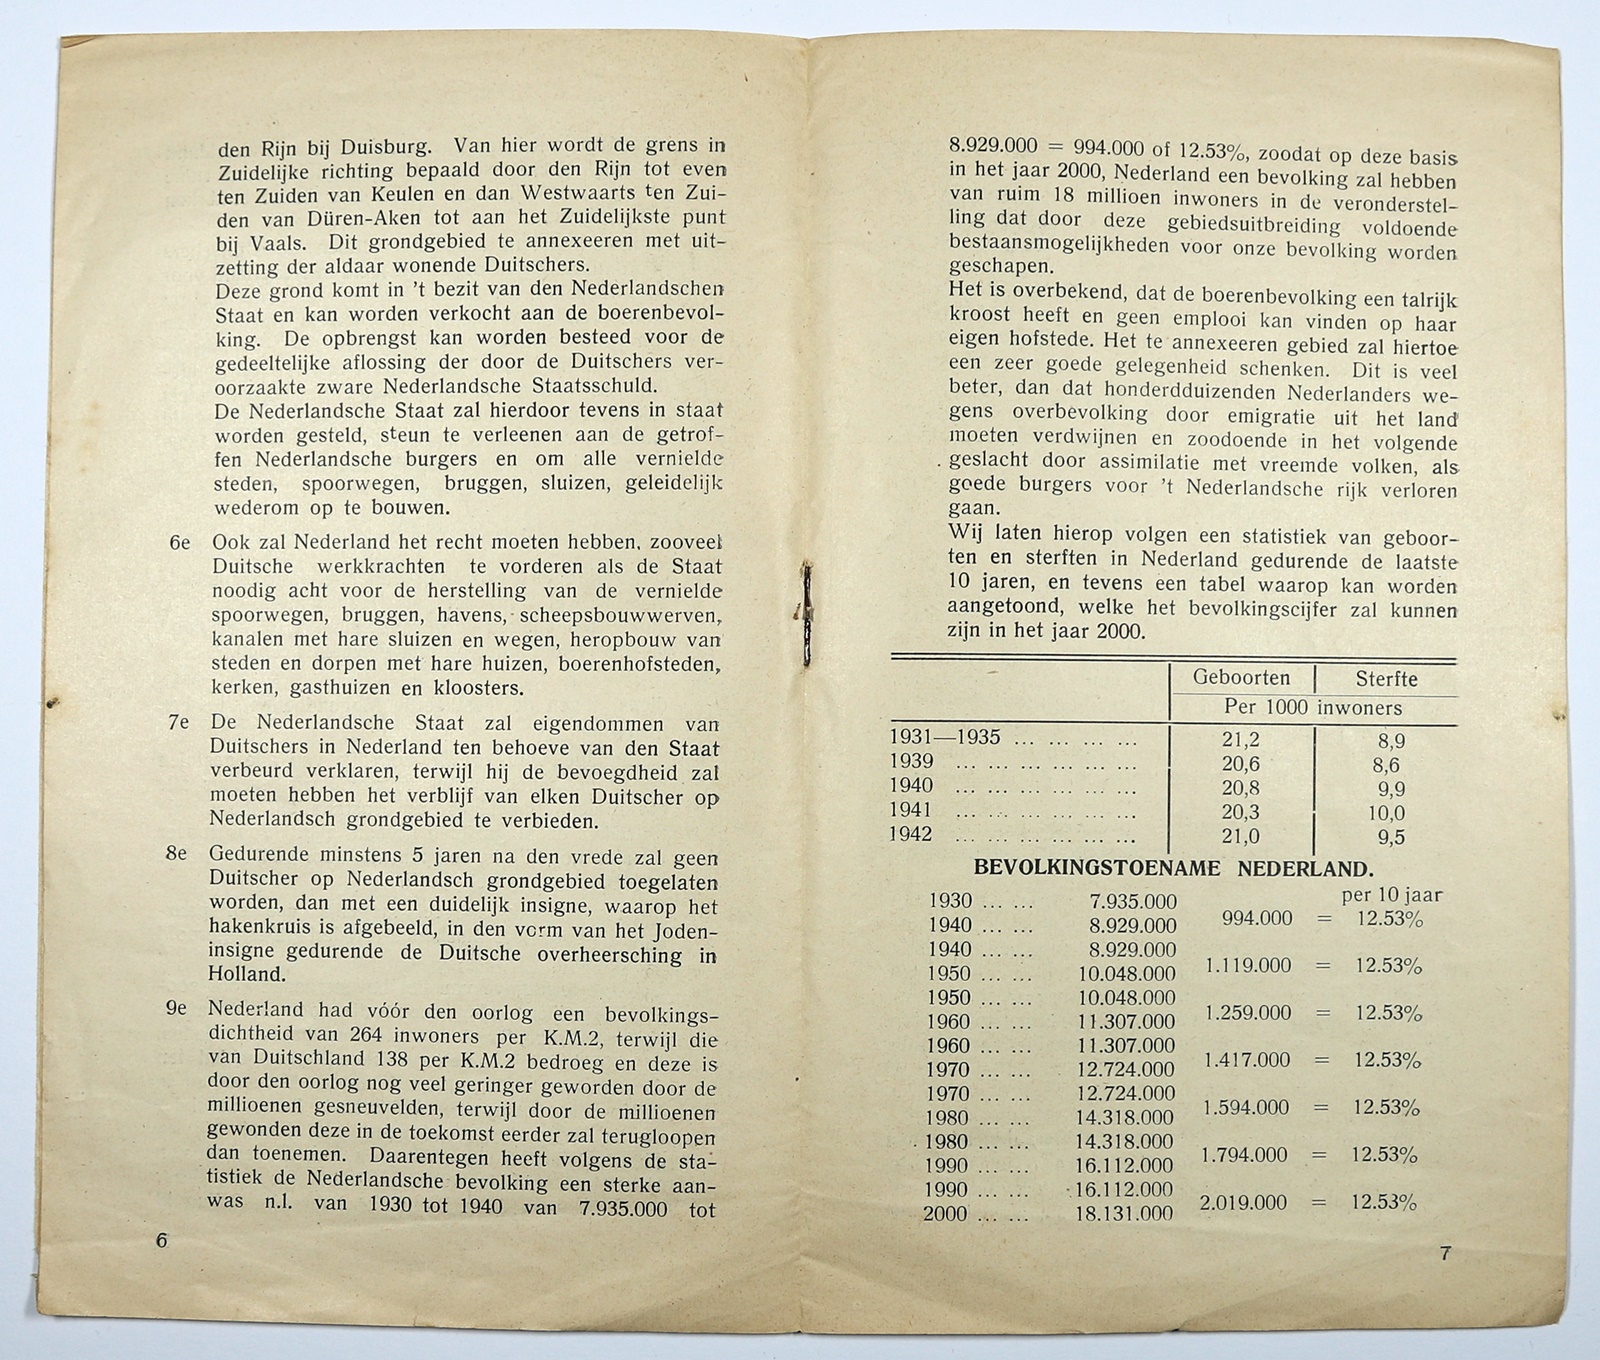 den Rijn bij Duisburg. Van hier wordt de grens in
Zuidelijke richting bepaald door den Rijn tot even
ten Zuiden van Keulen en dan Westwaarts ten Zui-
den van Düren-Aken tot aan het Zuidelijkste punt
bij Vaals. Dit grondgebied te annexeeren met uit-
zetting der aldaar wonende Duitschers.
Deze grond komt in 't bezit van den Nederlandschen
Staat en kan worden verkocht aan de boerenbevol-
king. De opbrengst kan worden besteed voor de
gedeeltelijke aflossing der door de Duitschers ver-
oorzaakte zware Nederlandsche Staatsschuld.
De Nederlandsche Staat zal hierdoor tevens in staat
worden gesteld, steun te verleenen aan de getrof-
fen Nederlandsche burgers en om alle vernielde
steden, spoorwegen, bruggen, sluizen, geleidelijk
wederom op te bouwen.
6e Ook zal Nederland het recht moeten hebben, zooveel
Duitsche werkkrachten te vorderen als de Staat
noodig acht voor de herstelling van de vernielde
spoorwegen, bruggen, havens, scheepsbouwwerven,
kanalen met hare sluizen en wegen, heropbouw van
steden en dorpen met hare huizen, boerenhofsteden,
kerken, gasthuizen en kloosters.
7e De Nederlandsche Staat zal eigendommen van
Duitschers in Nederland ten behoeve van den Staat
verbeurd verklaren, terwijl hij de bevoegdheid zal
moeten hebben het verblijf van elken Duitscher op
Nederlandsch grondgebied te verbieden.
8e Gedurende minstens 5 jaren na den vrede zal geen
Duitscher op Nederlandsch grondgebied toegelaten
worden, dan met een duidelijk insigne, waarop het
hakenkruis is afgebeeld, in den vorm van het Joden-
insigne gedurende de Duitsche overheersching in
Holland.
9e Nederland had vóór den oorlog een bevolkings-
dichtheid van 264 inwoners per K.M.2, terwijl die
van Duitschland 138 per K.M.2 bedroeg en deze is
door den oorlog nog veel geringer geworden door de
millioenen gesneuvelden, terwijl door de millioenen
gewonden deze in de toekomst eerder zal terugloopen
dan toenemen. Daarentegen heeft volgens de sta-
tistiek de Nederlandsche bevolking een sterke aan-
was n.l. van 1930 tot 1940 van 7.935.000 tot
6
8.929.000 = 994.000 of 12.53%, zoodat op deze basis
in het jaar 2000, Nederland een bevolking zal hebben
van ruim 18 millioen inwoners in de veronderstel-
ling dat door deze gebiedsuitbreiding voldoende
bestaansmogelijkheden voor onze bevolking worden
geschapen.
Het is overbekend, dat de boerenbevolking een talrijk
kroost heeft en geen emplooi kan vinden op haar
eigen hofstede. Het te annexeeren gebied zal hiertoe
een zeer goede gelegenheid schenken. Dit is veel
beter, dan dat honderdduizenden Nederlanders we-
gens overbevolking door emigratie uit het land
moeten verdwijnen en zoodoende in het volgende
geslacht door assimilatie met vreemde volken, als
goede burgers voor 't Nederlandsche rijk verloren
gaan.
Wij laten hierop volgen een statistiek van geboor-
ten en sterften in Nederland gedurende de laatste
10 jaren, en tevens een tabel waarop kan worden
aangetoond, welke het bevolkingscijfer zal kunnen
zijn in het jaar 2000.
Geboorten Sterfte
Per 1000 inwoners
1931—1935 ... ... ... ... 21,2 8,9
1939 ... ... ... ... ... ... 20,6 8,6
1940 ... ... ... ... ... ... 20,8 9,9
1941 ... ... ... ... ... ... 20,3 10,0
1942 ... ... ... ... ... ... 21,0 9,5
BEVOLKINGSTOENAME NEDERLAND.
per 10 jaar
1930 ... ... 7.935.000
994.000 = 12.53%
1940 ... ... 8.929.000
1940 ... ... 8.929.000
1.119.000 = 12.53%
1950 ... ... 10.048.000
1950 ... ... 10.048.000
1.259.000 = 12.53%
1960 ... ... 11.307.000
1960 ... ... 11.307.000
1.417.000 = 12.53%
1970 ... ... 12.724.000
1970 ... ... 12.724.000
1.594.000 = 12.53%
1980 ... ... 14.318.000
1980 ... ... 14.318.000
1.794.000 = 12.53%
1990 ... ... 16.112.000
1990 ... ... 16.112.000
2.019.000 = 12.53%
2000 ... ... 18.131.000
7